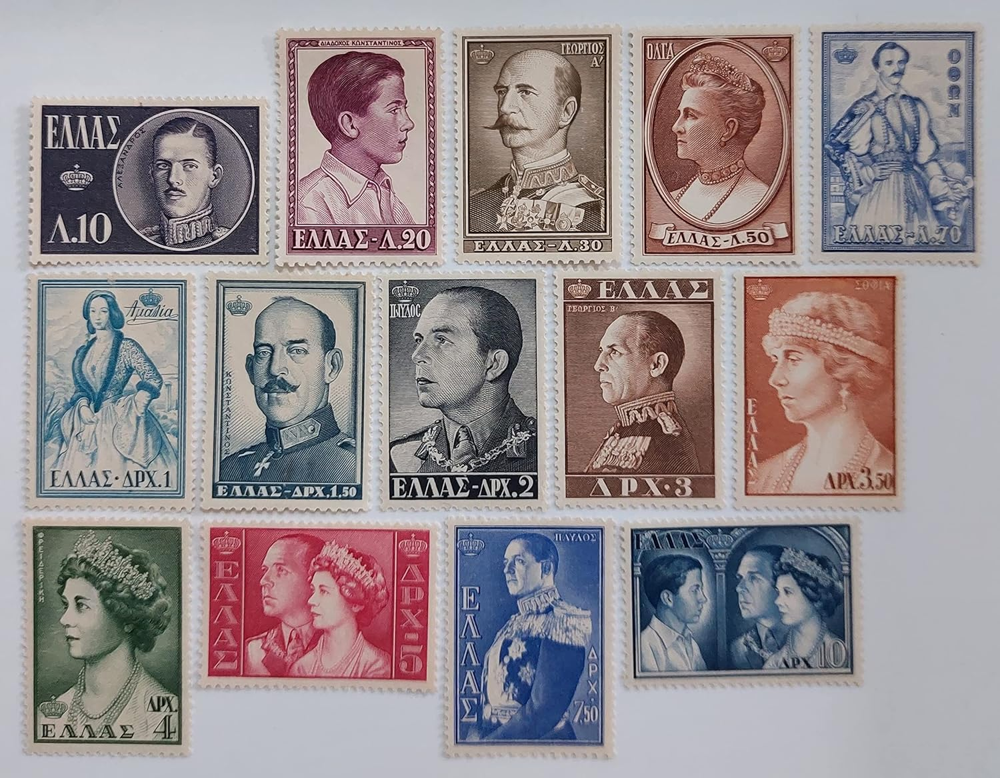 ΕΛΛΑΣ
ΑΛΕΞΑΝΔΡΟΣ
Λ.10
ΔΙΑΔΟΧΟΣ ΚΩΝΣΤΑΝΤΙΝΟΣ
ΕΛΛΑΣ-Λ.20
ΓΕΩΡΓΙΟΣ
Α'
ΕΛΛΑΣ-Λ.30
ΟΛΓΑ
ΕΛΛΑΣ-Λ.50
ΟΘΩΝ
ΕΛΛΑΣ-Λ.70
Αμαλία
ΕΛΛΑΣ·ΔΡΧ.1
ΚΩΝΣΤΑΝΤΙΝΟΣ
ΕΛΛΑΣ-ΔΡΧ.1,50
ΠΑΥΛΟΣ
ΕΛΛΑΣ-ΔΡΧ.2
ΕΛΛΑΣ
ΓΕΩΡΓΙΟΣ Β'
ΔΡΧ·3
ΣΟΦΙΑ
ΕΛΛΑΣ
ΔΡΧ.3,50
ΦΡΕΙΔΕΡΙΚΗ
ΔΡΧ.
ΕΛΛΑΣ 4
ΕΛΛΑΣ
ΔΡΧ-5
ΠΑΥΛΟΣ
ΕΛΛΑΣ
ΔΡΧ.
7,50
ΕΛΛΑΣ
ΔΡΧ 10